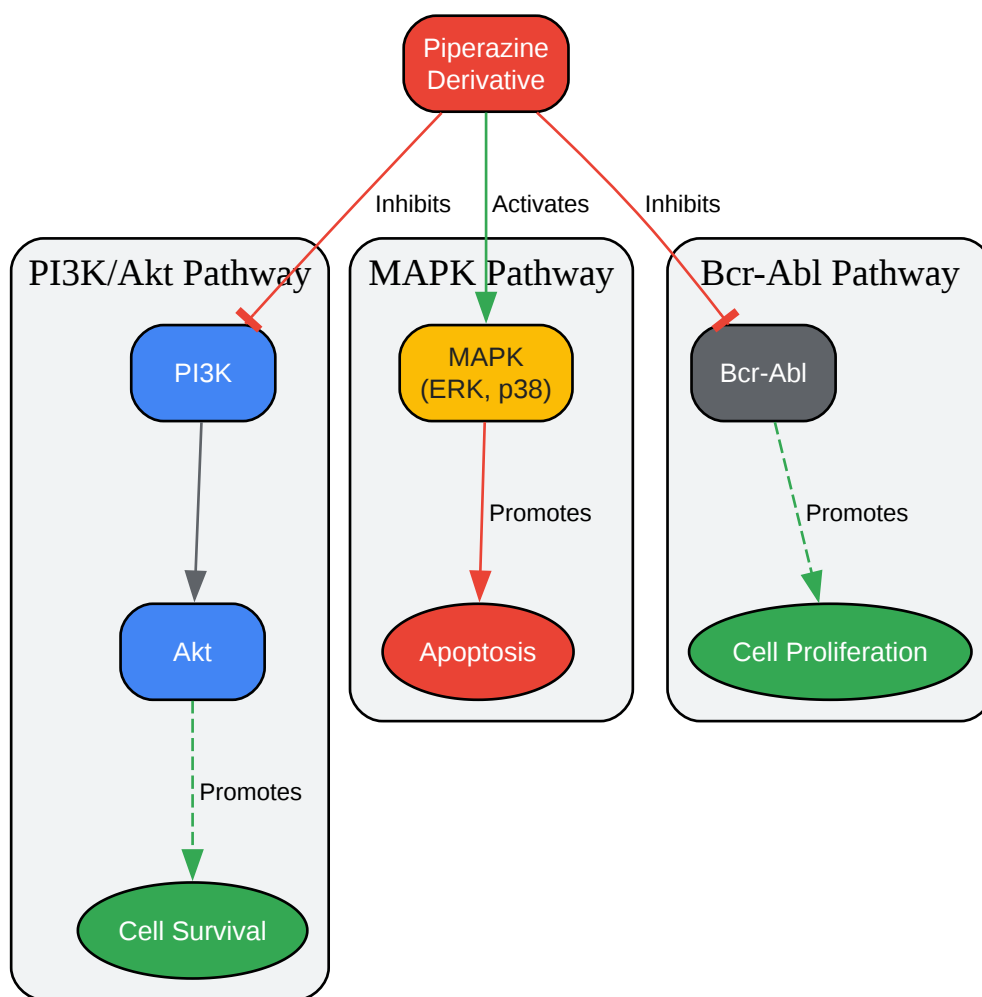 Piperazine
Derivative
Inhibits
Activates
Inhibits
PI3K/Akt Pathway
MAPK Pathway
Bcr-Abl Pathway
PI3K
MAPK
(ERK, p38)
Bcr-Abl
Promotes
Promotes
Akt
Apoptosis
Cell Proliferation
Promotes
Cell Survival